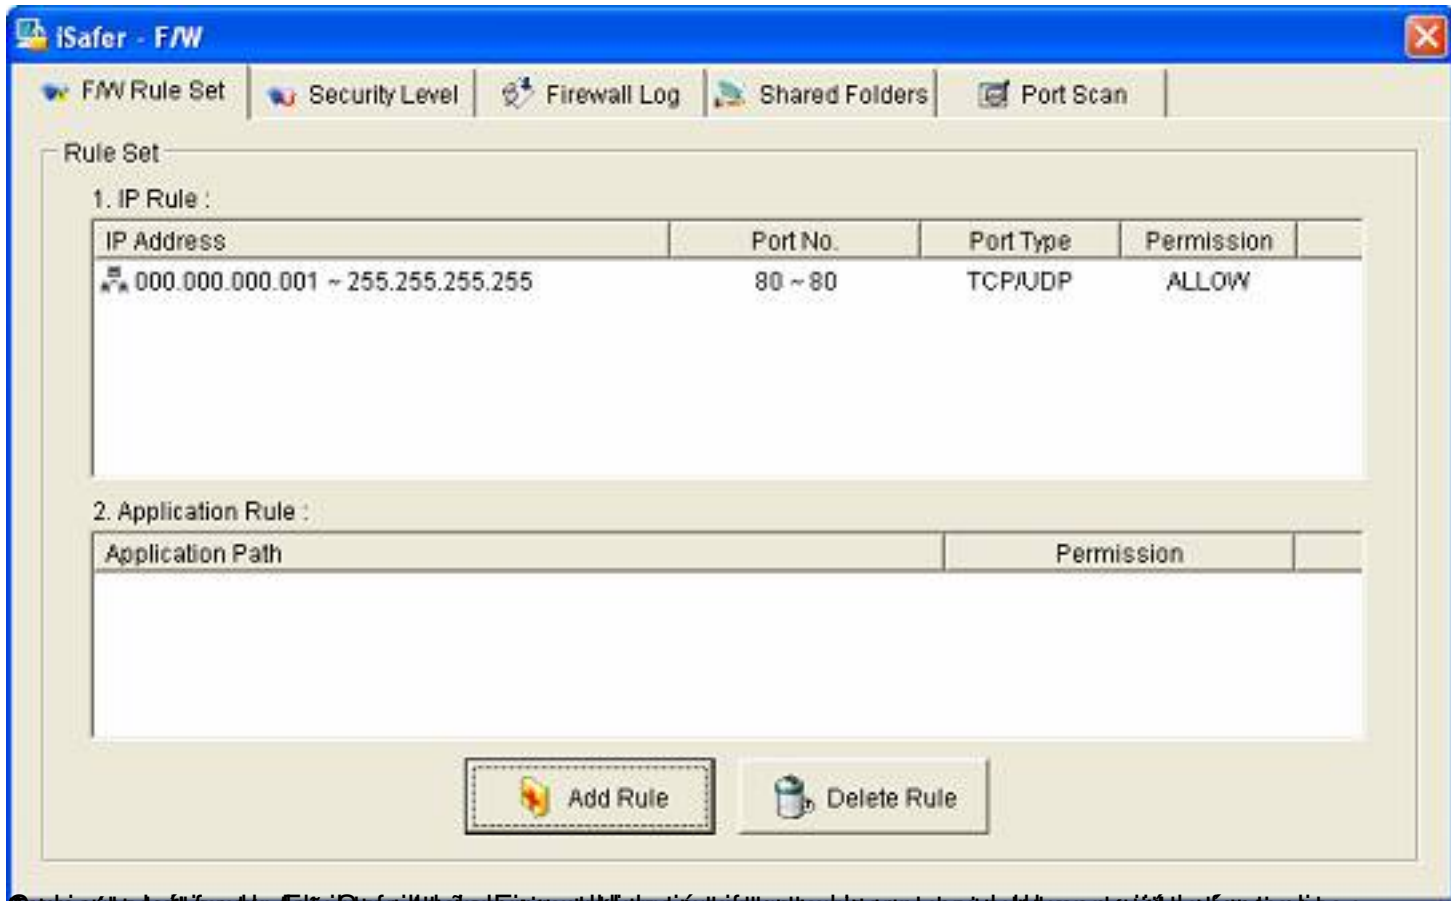 iSafer - F/W
F/W Rule Set Security Level Firewall Log Shared Folders Port Scan
Rule Set
1. IP Rule :
IP Address Port No. Port Type Permission
000.000.000.001 ~ 255.255.255.255 80 ~ 80 TCP/UDP ALLOW
2. Application Rule :
Application Path Permission
Add Rule Delete Rule